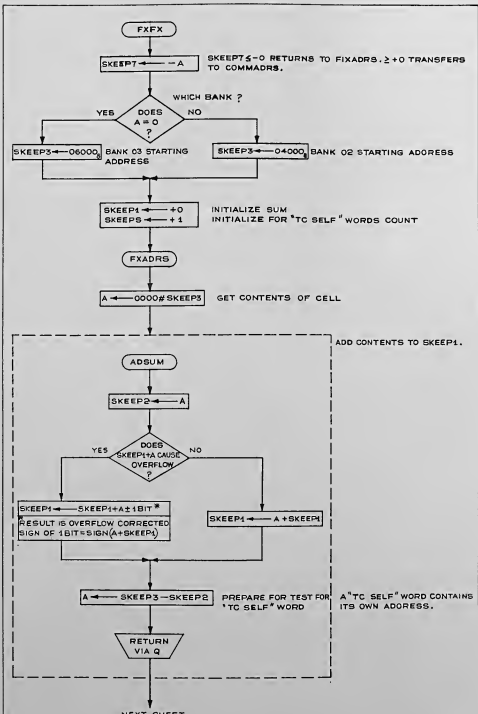 FXFX
SKEEP7 ← -A
SKEEP7≤-0 RETURNS TO FIXADRS. ≥+0 TRANSFERS
TO COMMADRS.
WHICH BANK ?
YES
DOES
A=0
?
NO
SKEEP3←06000₈
BANK 03 STARTING
ADDRESS
SKEEP3←04000₈
BANK 02 STARTING ADDRESS
SKEEP1 ← +0
SKEEPS ← +1
INITIALIZE SUM
INITIALIZE FOR "TC SELF" WORDS COUNT
FXADRS
A ← 0000#SKEEP3
GET CONTENTS OF CELL
ADD CONTENTS TO SKEEP1.
ADSUM
SKEEP2 ← A
YES
DOES
SKEEP1+A CAUSE
OVERFLOW
?
NO
SKEEP1 ← SKEEP1+A±1BIT*
*RESULT IS OVERFLOW CORRECTED
SIGN OF 1BIT=SIGN(A+SKEEP1)
SKEEP1 ← A+SKEEP1
A ← SKEEP3-SKEEP2
PREPARE FOR TEST FOR
"TC SELF" WORD
A "TC SELF" WORD CONTAINS
ITS OWN ADDRESS.
RETURN
VIA Q
NEXT SHEET